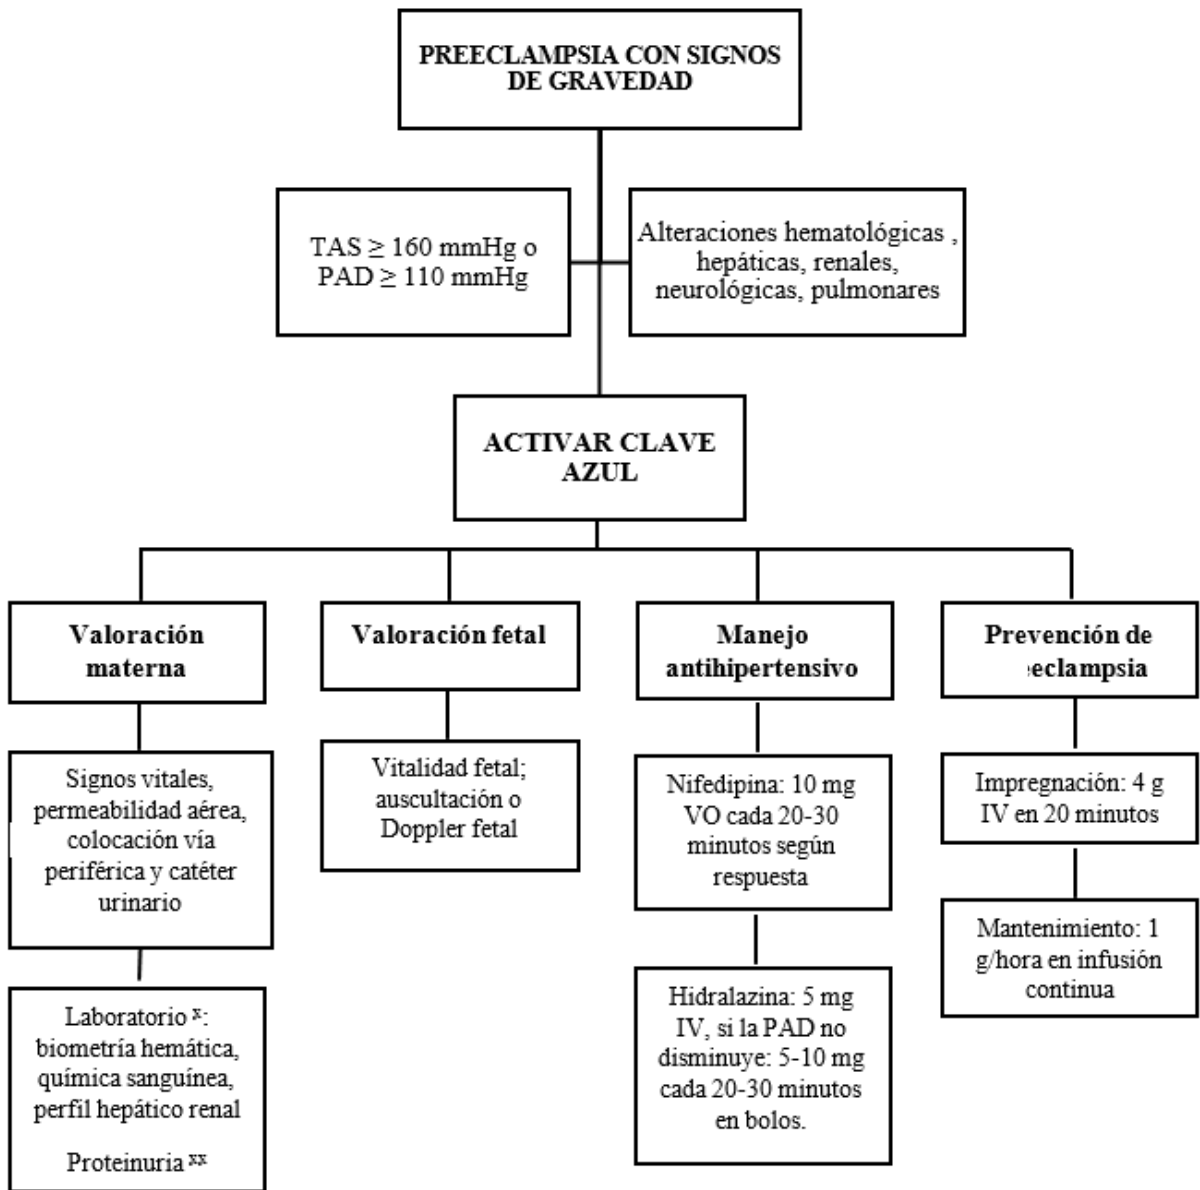 PREECLAMPSIA CON SIGNOS
DE GRAVEDAD
TAS ≥ 160 mmHg o
PAD ≥ 110 mmHg
Alteraciones hematológicas ,
hepáticas, renales,
neurológicas, pulmonares
ACTIVAR CLAVE
AZUL
Valoración
materna
Signos vitales,
permeabilidad aérea,
colocación vía
periférica y catéter
urinario
Laboratorio ˣ:
biometría hemática,
química sanguínea,
perfil hepático renal
Proteinuria ˣˣ
Valoración fetal
Vitalidad fetal;
auscultación o
Doppler fetal
Manejo
antihipertensivo
Nifedipina: 10 mg
VO cada 20-30
minutos según
respuesta
Hidralazina: 5 mg
IV, si la PAD no
disminuye: 5-10 mg
cada 20-30 minutos
en bolos.
Prevención de
eclampsia
Impregnación: 4 g
IV en 20 minutos
Mantenimiento: 1
g/hora en infusión
continua